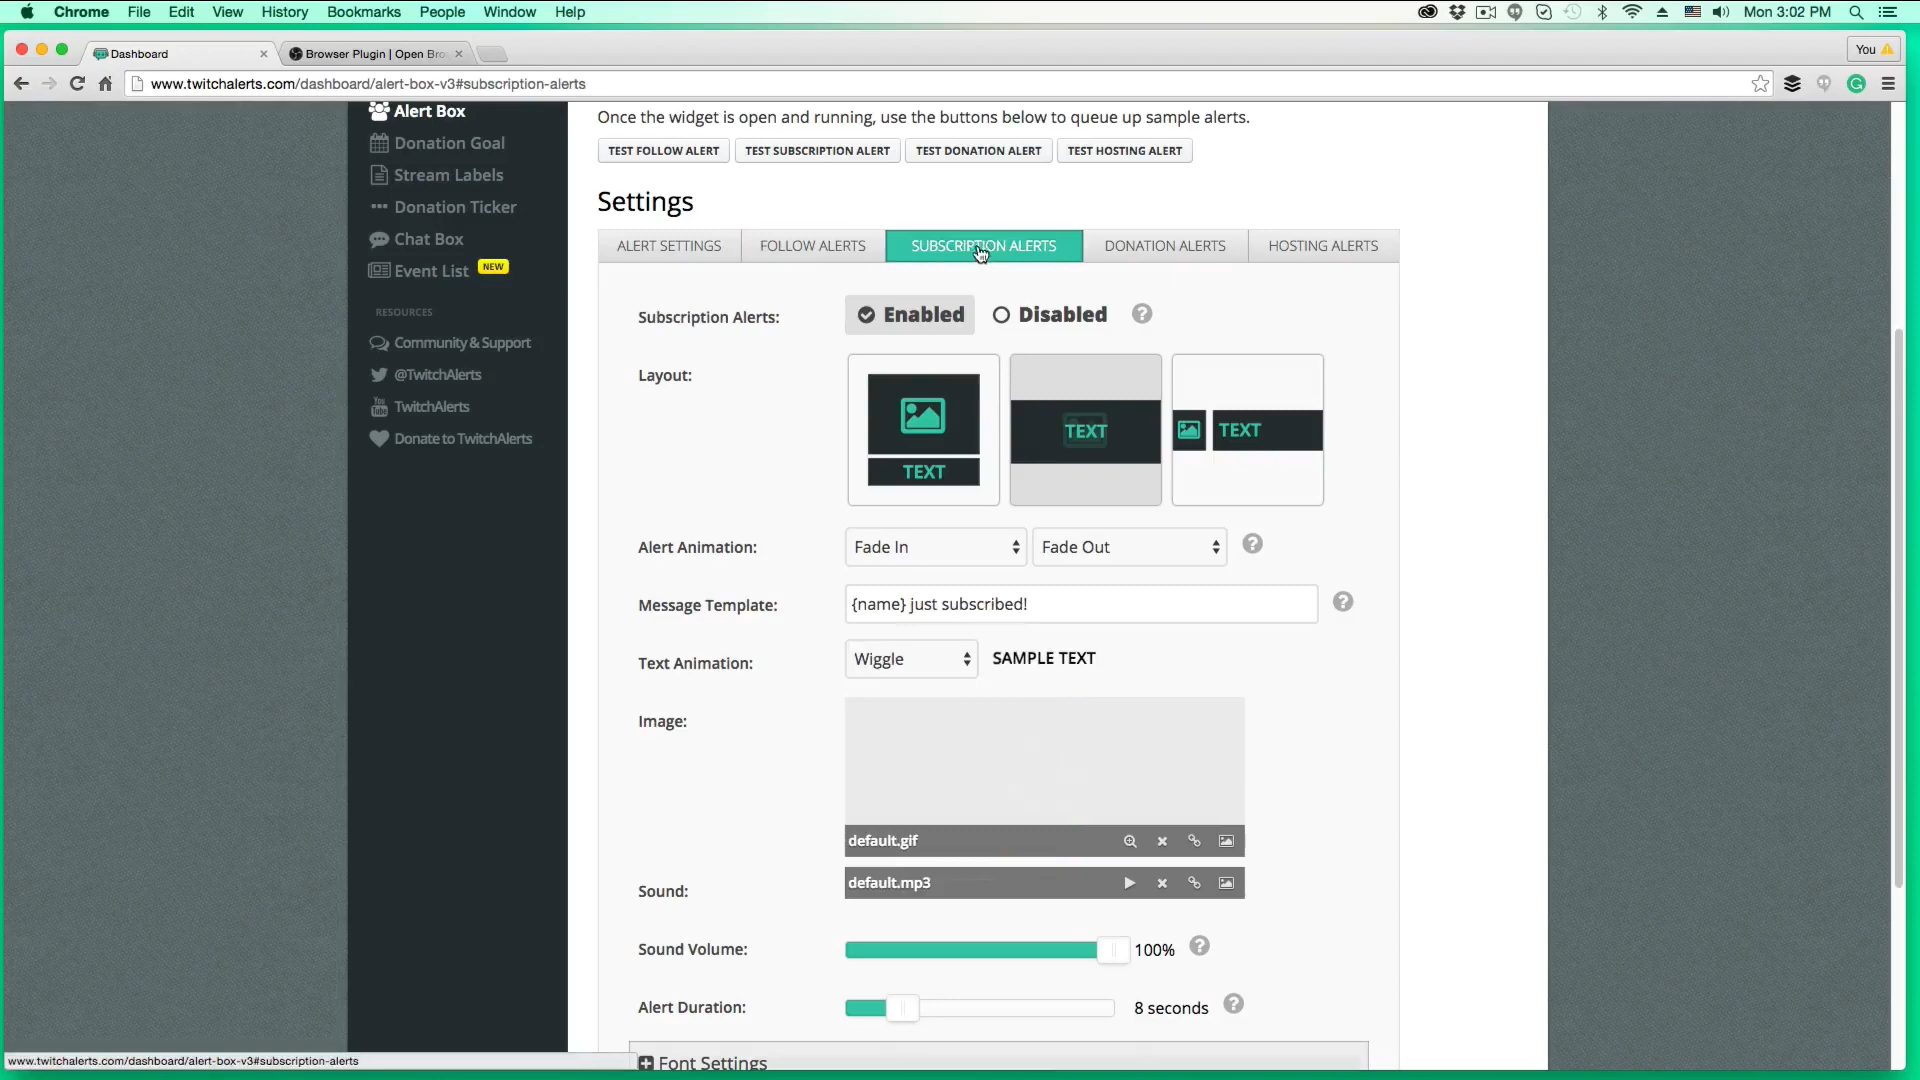 Chrome File Edit View History Bookmarks People Window Help Mon 3:02 PM
Dashboard Browser Plugin | Open Bro You
www.twitchalerts.com/dashboard/alert-box-v3#subscription-alerts
Alert Box
Donation Goal
Stream Labels
Donation Ticker
Chat Box
Event List NEW
RESOURCES
Community & Support
@TwitchAlerts
You Tube TwitchAlerts
Donate to TwitchAlerts
Once the widget is open and running, use the buttons below to queue up sample alerts.
TEST FOLLOW ALERT TEST SUBSCRIPTION ALERT TEST DONATION ALERT TEST HOSTING ALERT
Settings
ALERT SETTINGS FOLLOW ALERTS SUBSCRIPTION ALERTS DONATION ALERTS HOSTING ALERTS
Subscription Alerts: Enabled Disabled ?
Layout:
TEXT TEXT TEXT
Alert Animation: Fade In Fade Out ?
Message Template: {name} just subscribed! ?
Text Animation: Wiggle SAMPLE TEXT
Image:
default.gif
Sound: default.mp3
Sound Volume: 100% ?
Alert Duration: 8 seconds ?
Font Settings
www.twitchalerts.com/dashboard/alert-box-v3#subscription-alerts